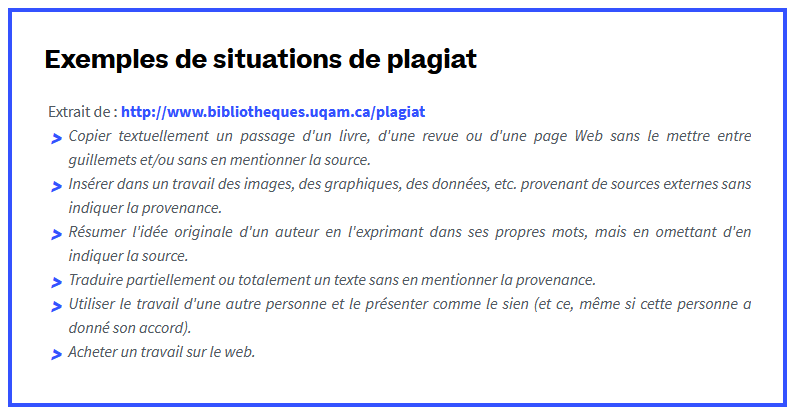 Exemples de situations de plagiat
Extrait de : http://www.bibliotheques.uqam.ca/plagiat
> Copier textuellement un passage d'un livre, d'une revue ou d'une page Web sans le mettre entre
guillemets et/ou sans en mentionner la source.
> Insérer dans un travail des images, des graphiques, des données, etc. provenant de sources externes sans
indiquer la provenance.
> Résumer l'idée originale d'un auteur en l'exprimant dans ses propres mots, mais en omettant d'en
indiquer la source.
> Traduire partiellement ou totalement un texte sans en mentionner la provenance.
> Utiliser le travail d'une autre personne et le présenter comme le sien (et ce, même si cette personne a
donné son accord).
> Acheter un travail sur le web.